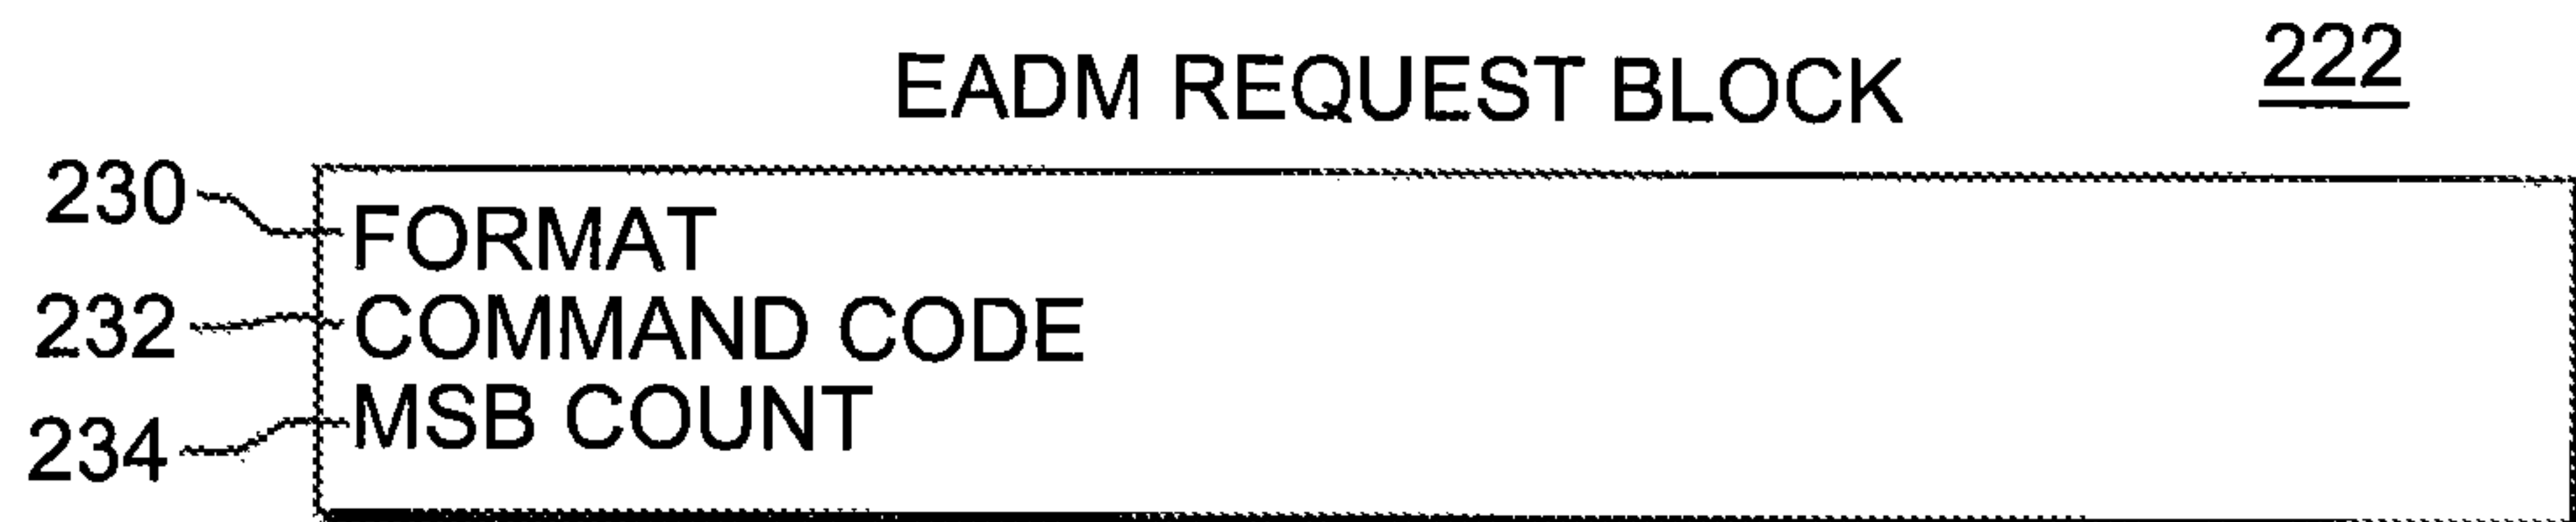 EADM REQUEST BLOCK 222
230 FORMAT
232 COMMAND CODE
234 MSB COUNT